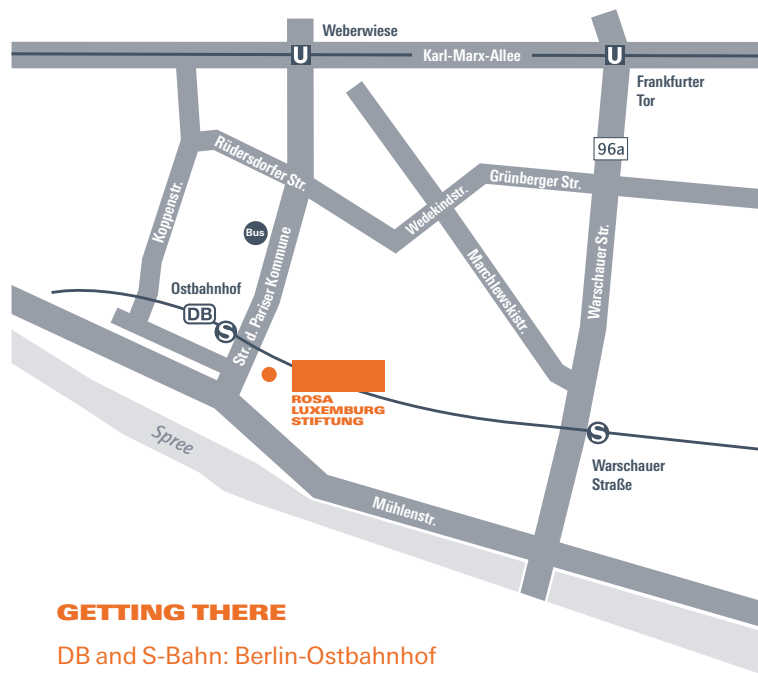 Weberwiese
U
Karl-Marx-Allee
U
Frankfurter
Tor
96a
Rüdersdorfer Str.
Grünberger Str.
Wedekindstr.
Koppenstr.
Bus
Str. d. Pariser Kommune
Marchlewskistr.
Warschauer Str.
Ostbahnhof
DB
S
ROSA
LUXEMBURG
STIFTUNG
S
Spree
Warschauer
Straße
Mühlenstr.
GETTING THERE
DB and S-Bahn: Berlin-Ostbahnhof